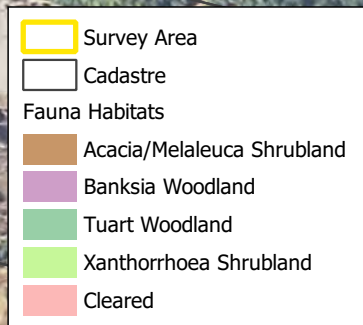 Survey Area
Cadastre
Fauna Habitats
Acacia/Melaleuca Shrubland
Banksia Woodland
Tuart Woodland
Xanthorrhoea Shrubland
Cleared